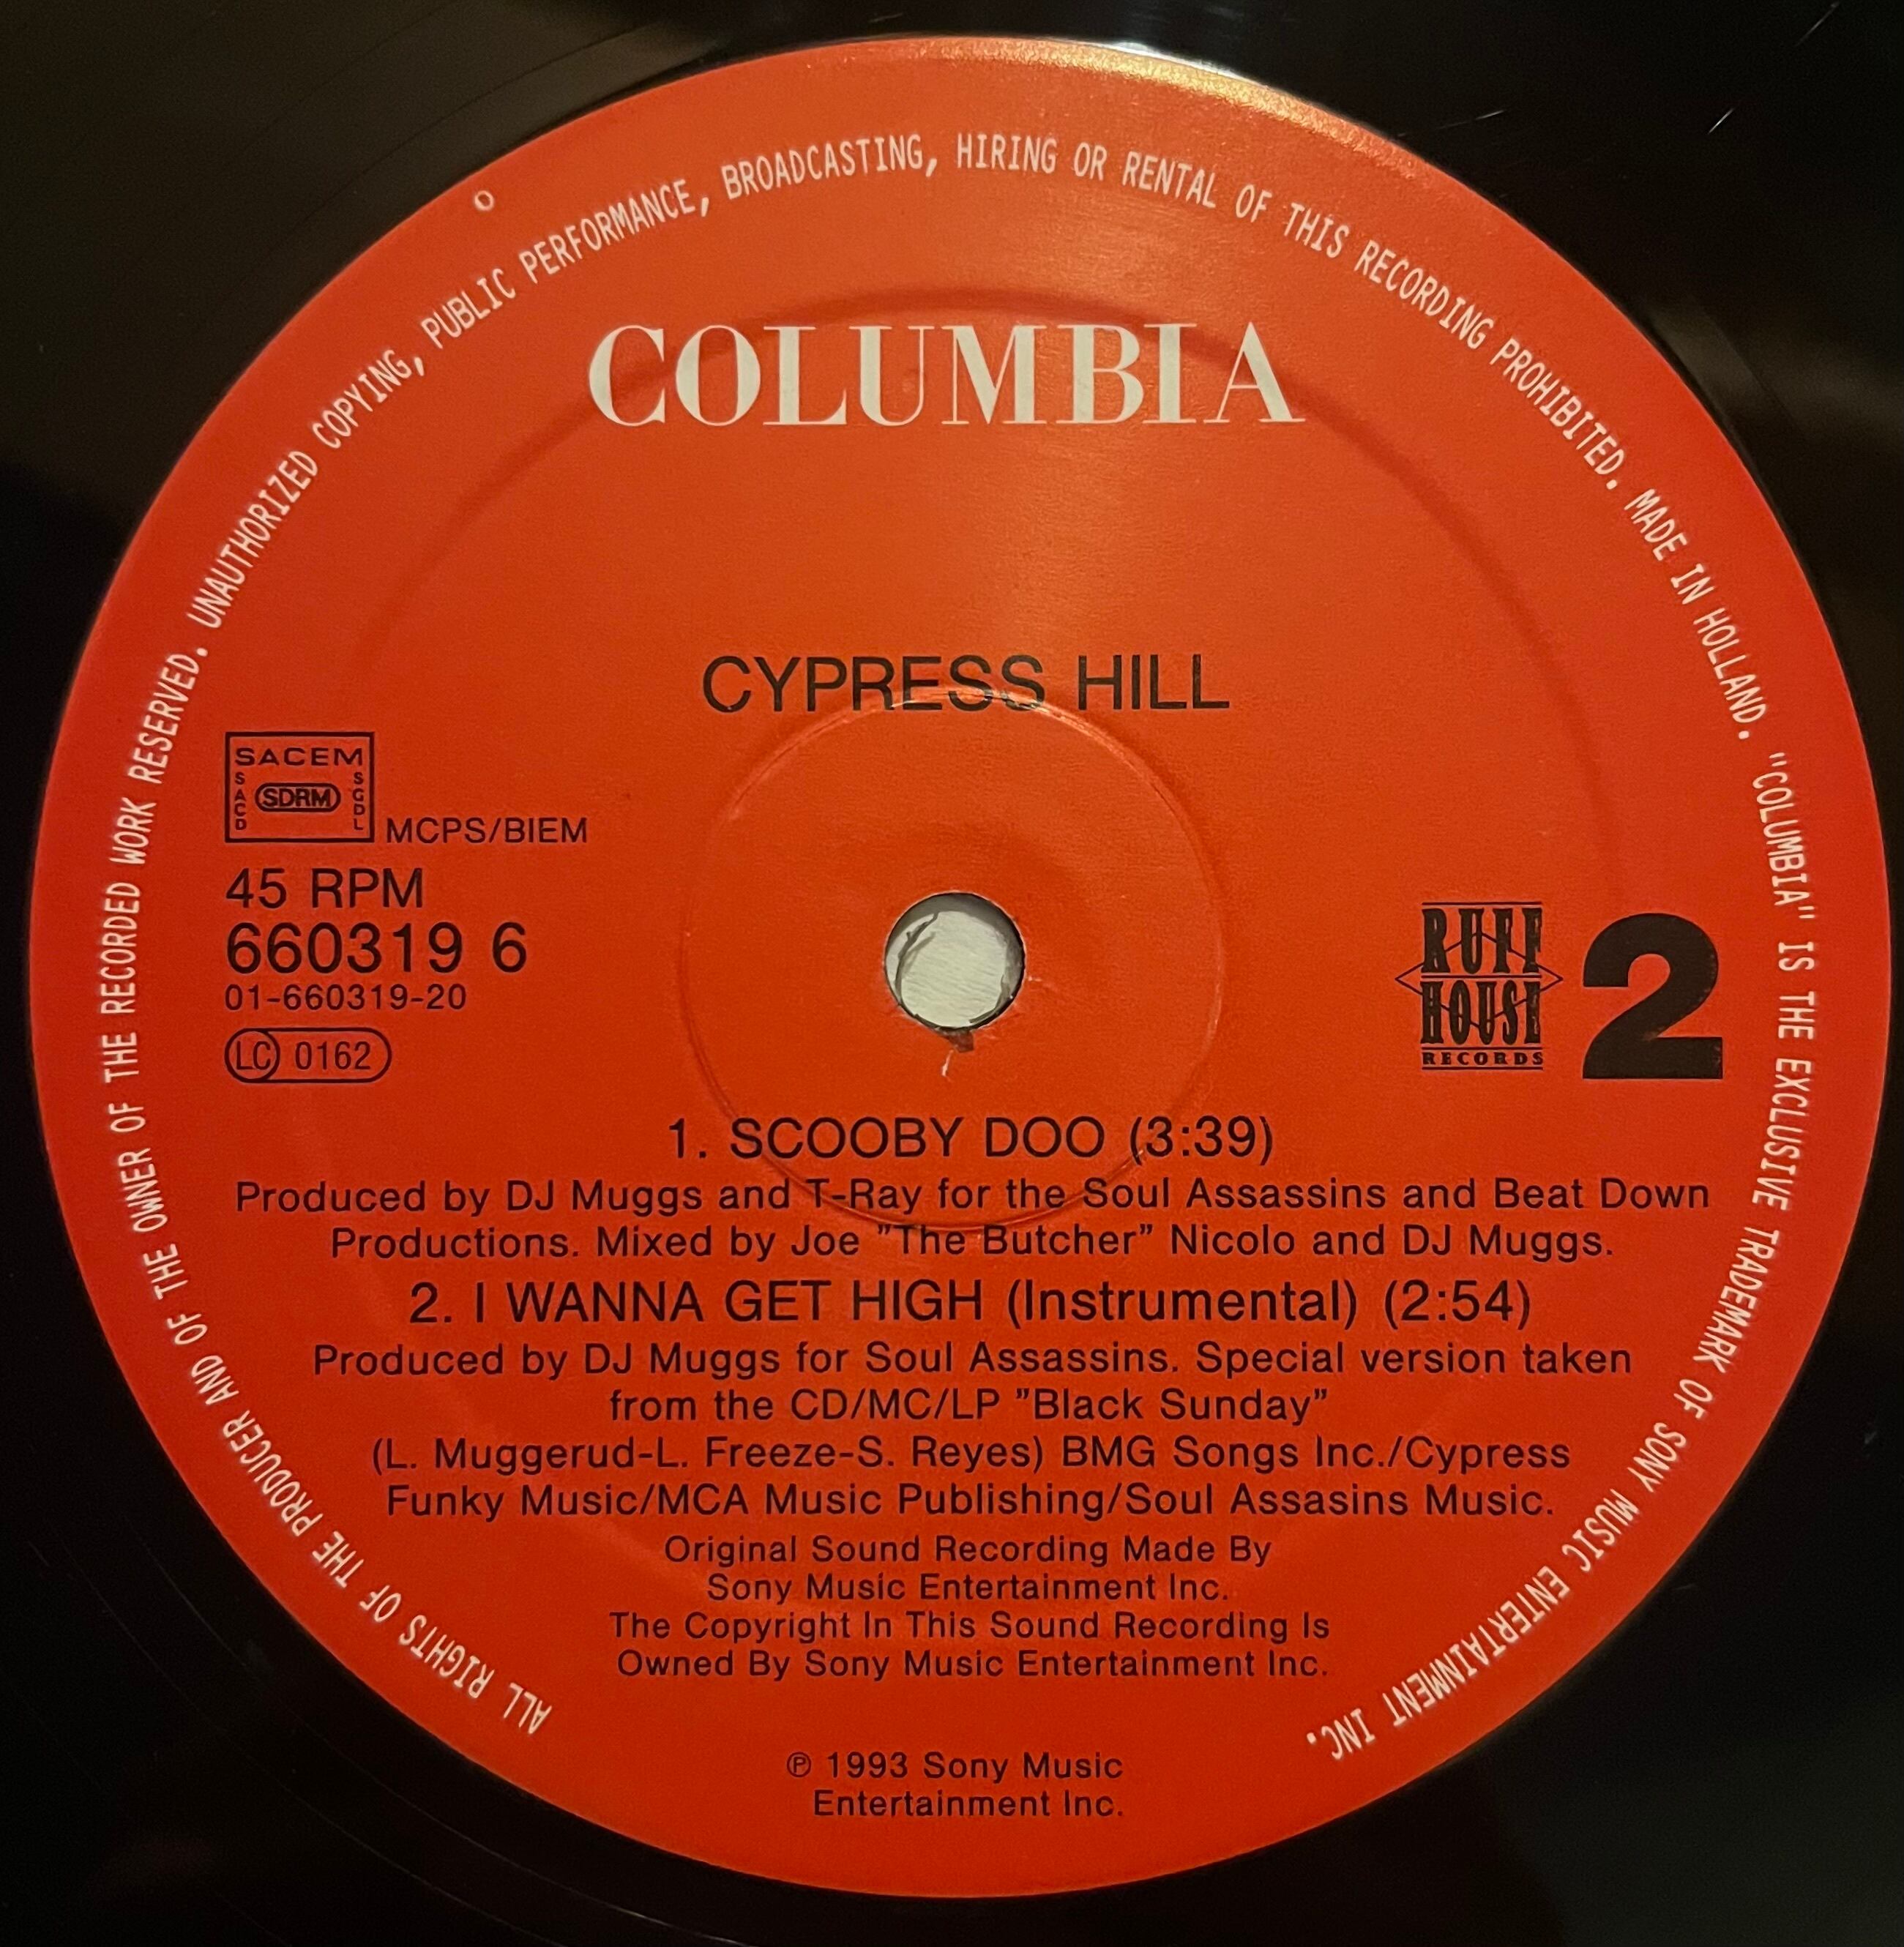 ALL RIGHTS OF THE PRODUCER AND OF THE OWNER OF THE RECORDED WORK RESERVED. UNAUTHORIZED COPYING, PUBLIC PERFORMANCE, BROADCASTING, HIRING OR RENTAL OF THIS RECORDING PROHIBITED. MADE IN HOLLAND. "COLUMBIA" IS THE EXCLUSIVE TRADEMARK OF SONY MUSIC ENTERTAINMENT INC.
COLUMBIA
CYPRESS HILL
SACEM
SACD
SDRM
SGDL
MCPS/BIEM
45 RPM
660319 6
01-660319-20
LC 0162
RUFF
HOUSE
RECORDS
2
1. SCOOBY DOO (3:39)
Produced by DJ Muggs and T-Ray for the Soul Assassins and Beat Down
Productions. Mixed by Joe "The Butcher" Nicolo and DJ Muggs.
2. I WANNA GET HIGH (Instrumental) (2:54)
Produced by DJ Muggs for Soul Assassins. Special version taken
from the CD/MC/LP "Black Sunday"
(L. Muggerud-L. Freeze-S. Reyes) BMG Songs Inc./Cypress
Funky Music/MCA Music Publishing/Soul Assasins Music.
Original Sound Recording Made By
Sony Music Entertainment Inc.
The Copyright In This Sound Recording Is
Owned By Sony Music Entertainment Inc.
℗ 1993 Sony Music
Entertainment Inc.